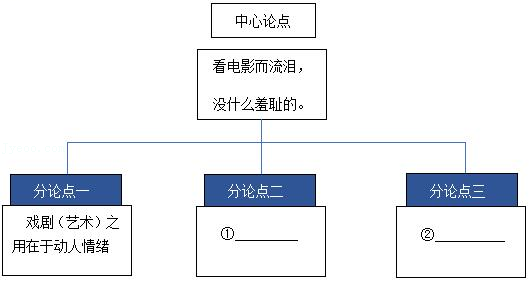 中心论点
看电影而流泪，
没什么羞耻的。
分论点一
分论点二
分论点三
戏剧（艺术）之
用在于动人情绪
①________
②________